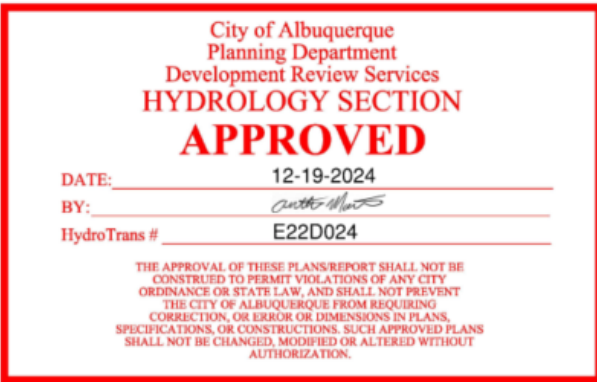 City of Albuquerque
Planning Department
Development Review Services
HYDROLOGY SECTION
APPROVED
DATE: 12-19-2024
BY:
HydroTrans # E22D024
THE APPROVAL OF THESE PLANS/REPORT SHALL NOT BE
CONSTRUED TO PERMIT VIOLATIONS OF ANY CITY
ORDINANCE OR STATE LAW, AND SHALL NOT PREVENT
THE CITY OF ALBUQUERQUE FROM REQUIRING
CORRECTION, OR ERROR OR DIMENSIONS IN PLANS,
SPECIFICATIONS, OR CONSTRUCTIONS. SUCH APPROVED PLANS
SHALL NOT BE CHANGED, MODIFIED OR ALTERED WITHOUT
AUTHORIZATION.